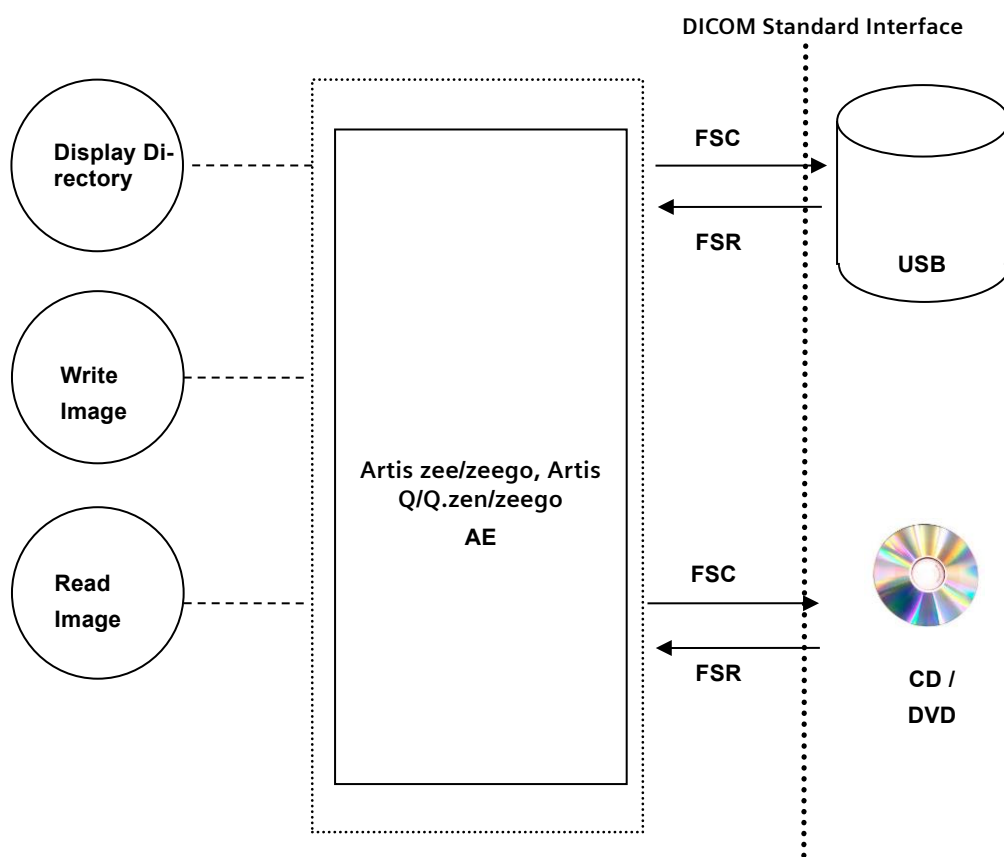 DICOM Standard Interface
Display Di-
rectory
FSC
FSR
USB
Write
Image
Artis zee/zeego, Artis
Q/Q.zen/zeego
AE
Read
Image
FSC
FSR
CD /
DVD